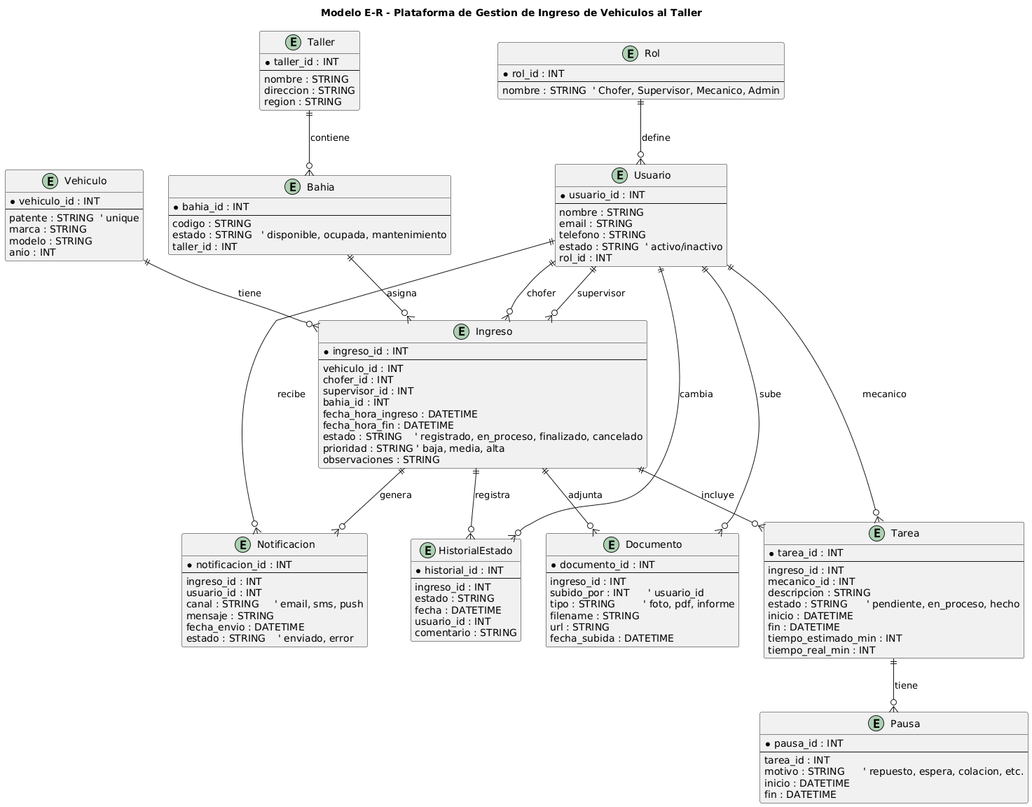 Modelo E-R - Plataforma de Gestion de Ingreso de Vehiculos al Taller
E Taller
* taller_id : INT
nombre : STRING
direccion : STRING
region : STRING
E Rol
* rol_id : INT
nombre : STRING ' Chofer, Supervisor, Mecanico, Admin
contiene
define
E Vehiculo
* vehiculo_id : INT
patente : STRING ' unique
marca : STRING
modelo : STRING
anio : INT
E Bahia
* bahia_id : INT
codigo : STRING
estado : STRING ' disponible, ocupada, mantenimiento
taller_id : INT
E Usuario
* usuario_id : INT
nombre : STRING
email : STRING
telefono : STRING
estado : STRING ' activo/inactivo
rol_id : INT
tiene
asigna
chofer
supervisor
E Ingreso
* ingreso_id : INT
vehiculo_id : INT
chofer_id : INT
supervisor_id : INT
bahia_id : INT
fecha_hora_ingreso : DATETIME
fecha_hora_fin : DATETIME
estado : STRING ' registrado, en_proceso, finalizado, cancelado
prioridad : STRING ' baja, media, alta
observaciones : STRING
recibe
cambia
sube
mecanico
genera
registra
adjunta
incluye
E Notificacion
* notificacion_id : INT
ingreso_id : INT
usuario_id : INT
canal : STRING ' email, sms, push
mensaje : STRING
fecha_envio : DATETIME
estado : STRING ' enviado, error
E HistorialEstado
* historial_id : INT
ingreso_id : INT
estado : STRING
fecha : DATETIME
usuario_id : INT
comentario : STRING
E Documento
* documento_id : INT
ingreso_id : INT
subido_por : INT ' usuario_id
tipo : STRING ' foto, pdf, informe
filename : STRING
url : STRING
fecha_subida : DATETIME
E Tarea
* tarea_id : INT
ingreso_id : INT
mecanico_id : INT
descripcion : STRING
estado : STRING ' pendiente, en_proceso, hecho
inicio : DATETIME
fin : DATETIME
tiempo_estimado_min : INT
tiempo_real_min : INT
tiene
E Pausa
* pausa_id : INT
tarea_id : INT
motivo : STRING ' repuesto, espera, colacion, etc.
inicio : DATETIME
fin : DATETIME